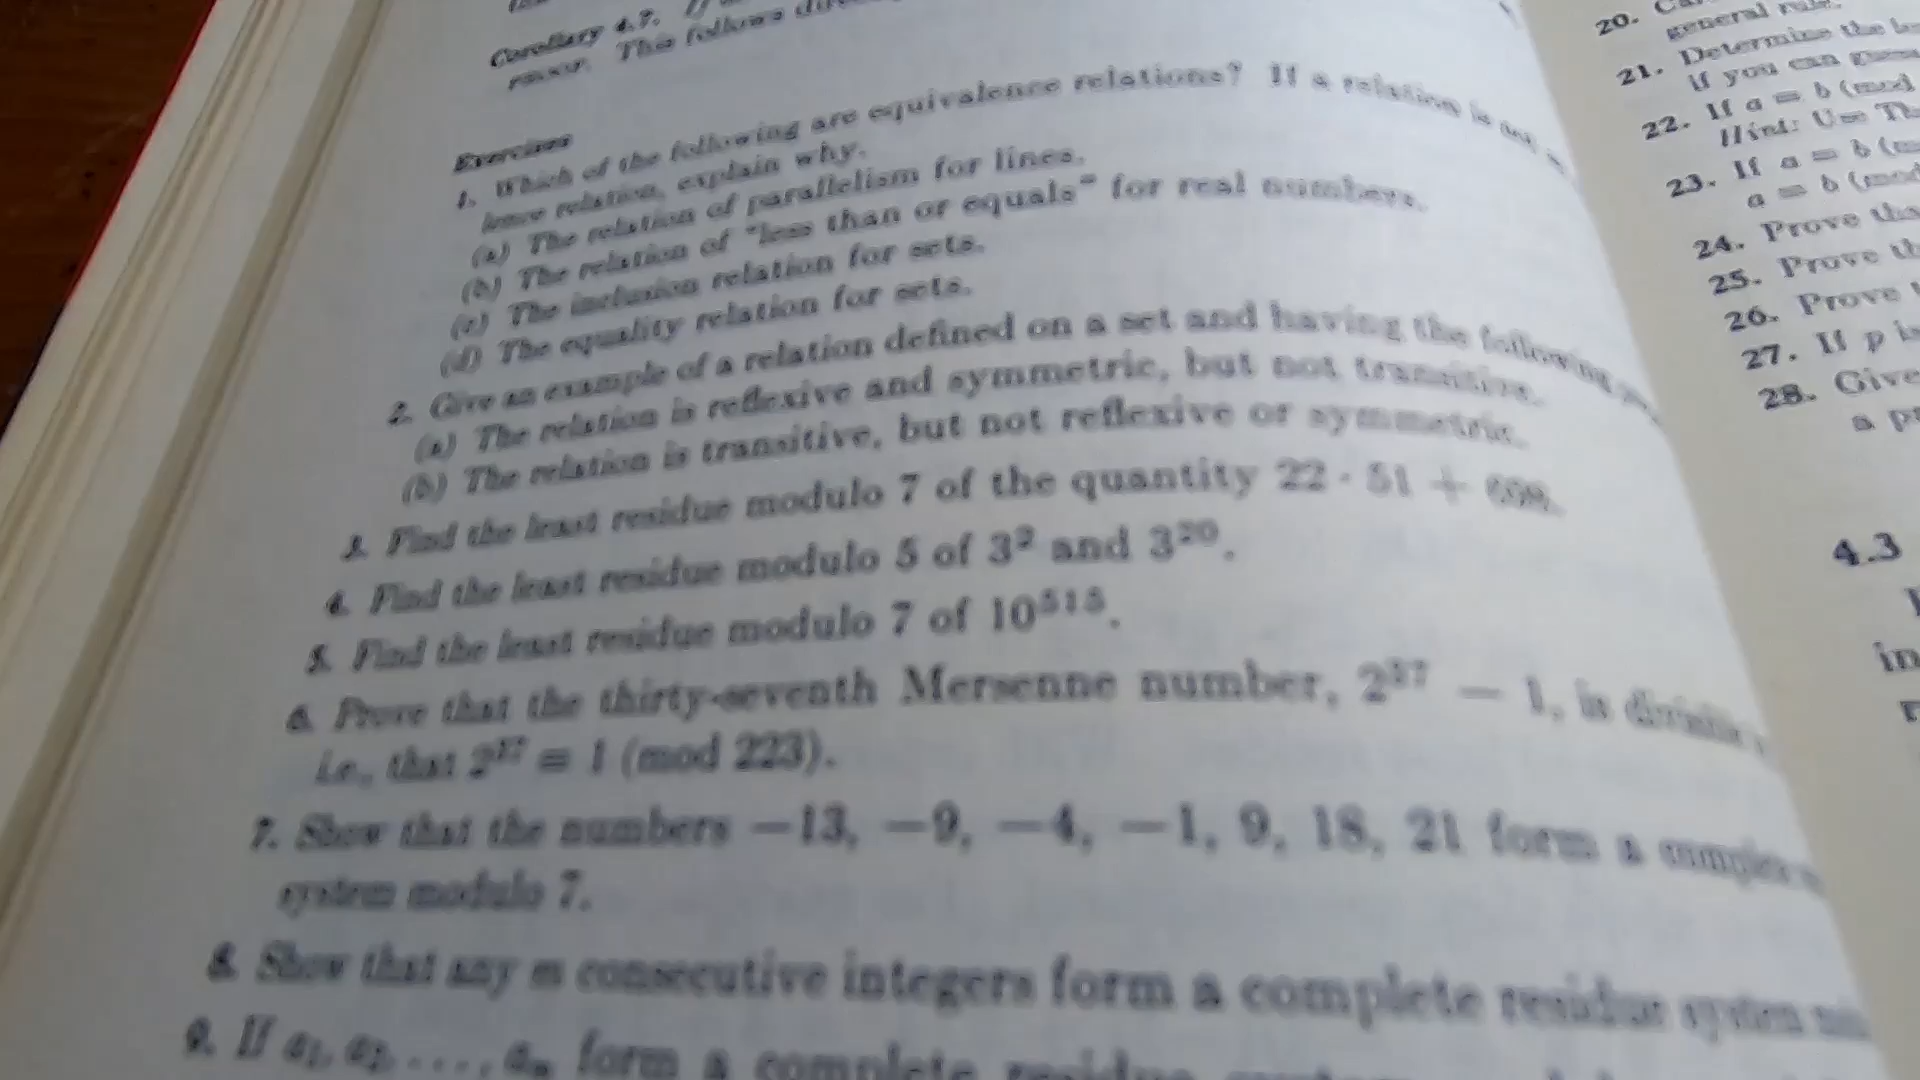 Corollary 4.7.
This follows
Exercises
1. Which of the following are equivalence relations? If a relation is not
lence relation, explain why.
(a) The relation of parallelism for lines.
(b) The relation of "less than or equals" for real numbers.
(c) The inclusion relation for sets.
(d) The equality relation for sets.
2. Give an example of a relation defined on a set and having the following
(a) The relation is reflexive and symmetric, but not transitive.
(b) The relation is transitive, but not reflexive or symmetric.
3. Find the least residue modulo 7 of the quantity 22 · 51 +
4. Find the least residue modulo 5 of 3² and 3²⁰.
5. Find the least residue modulo 7 of 10⁵¹⁵.
6. Prove that the thirty-seventh Mersenne number, 2³⁷ − 1, is
i.e., that 2³⁷ ≡ 1 (mod 223).
7. Show that the numbers −13, −9, −4, −1, 9, 18, 21 form a complete
system modulo 7.
8. Show that any m consecutive integers form a complete residue system
9. If a₁, a₂, . . . , aₘ form a complete
20.
general rule.
21. Determine the
if you can guess
22. If a ≡ b (mod
Hint: Use
23. If a ≡ b
a ≡ b (mod
24. Prove
25. Prove
26. Prove
27. If p
28. Give
a
4.3